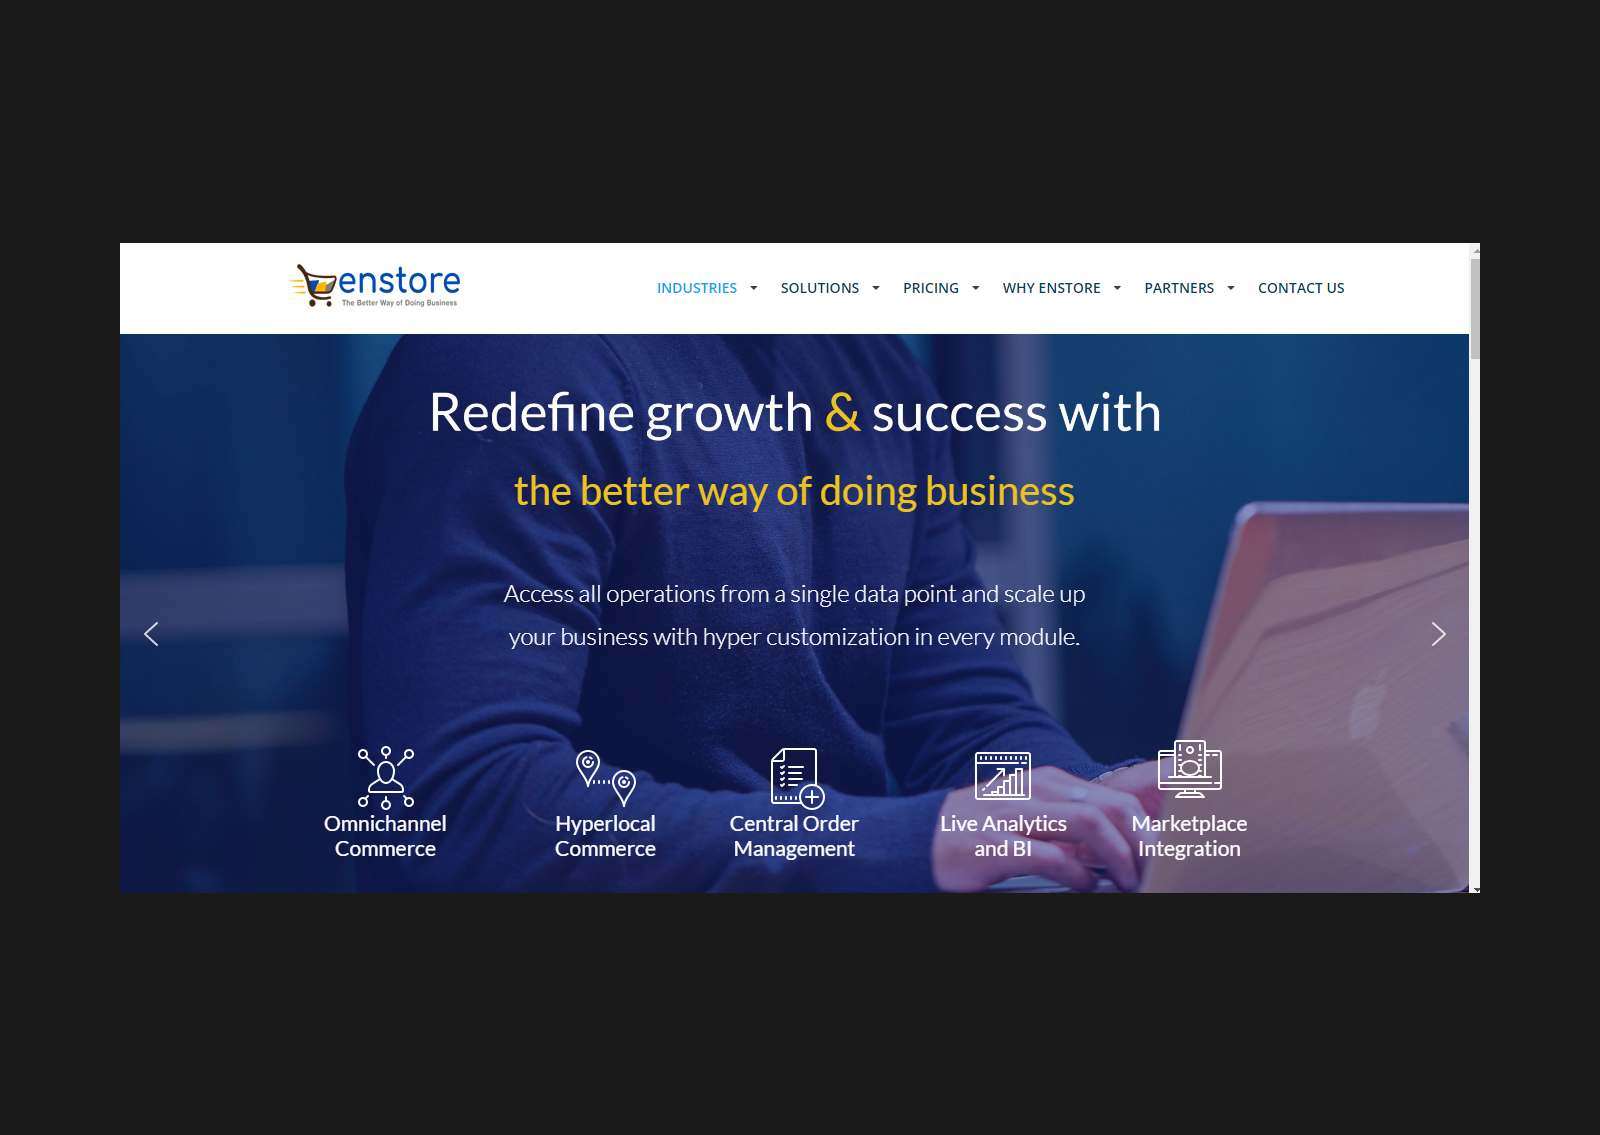 enstore
The Better Way of Doing Business
INDUSTRIES
SOLUTIONS
PRICING
WHY ENSTORE
PARTNERS
CONTACT US
Redefine growth & success with
the better way of doing business
Access all operations from a single data point and scale up
your business with hyper customization in every module.
Omnichannel
Commerce
Hyperlocal
Commerce
Central Order
Management
Live Analytics
and BI
Marketplace
Integration